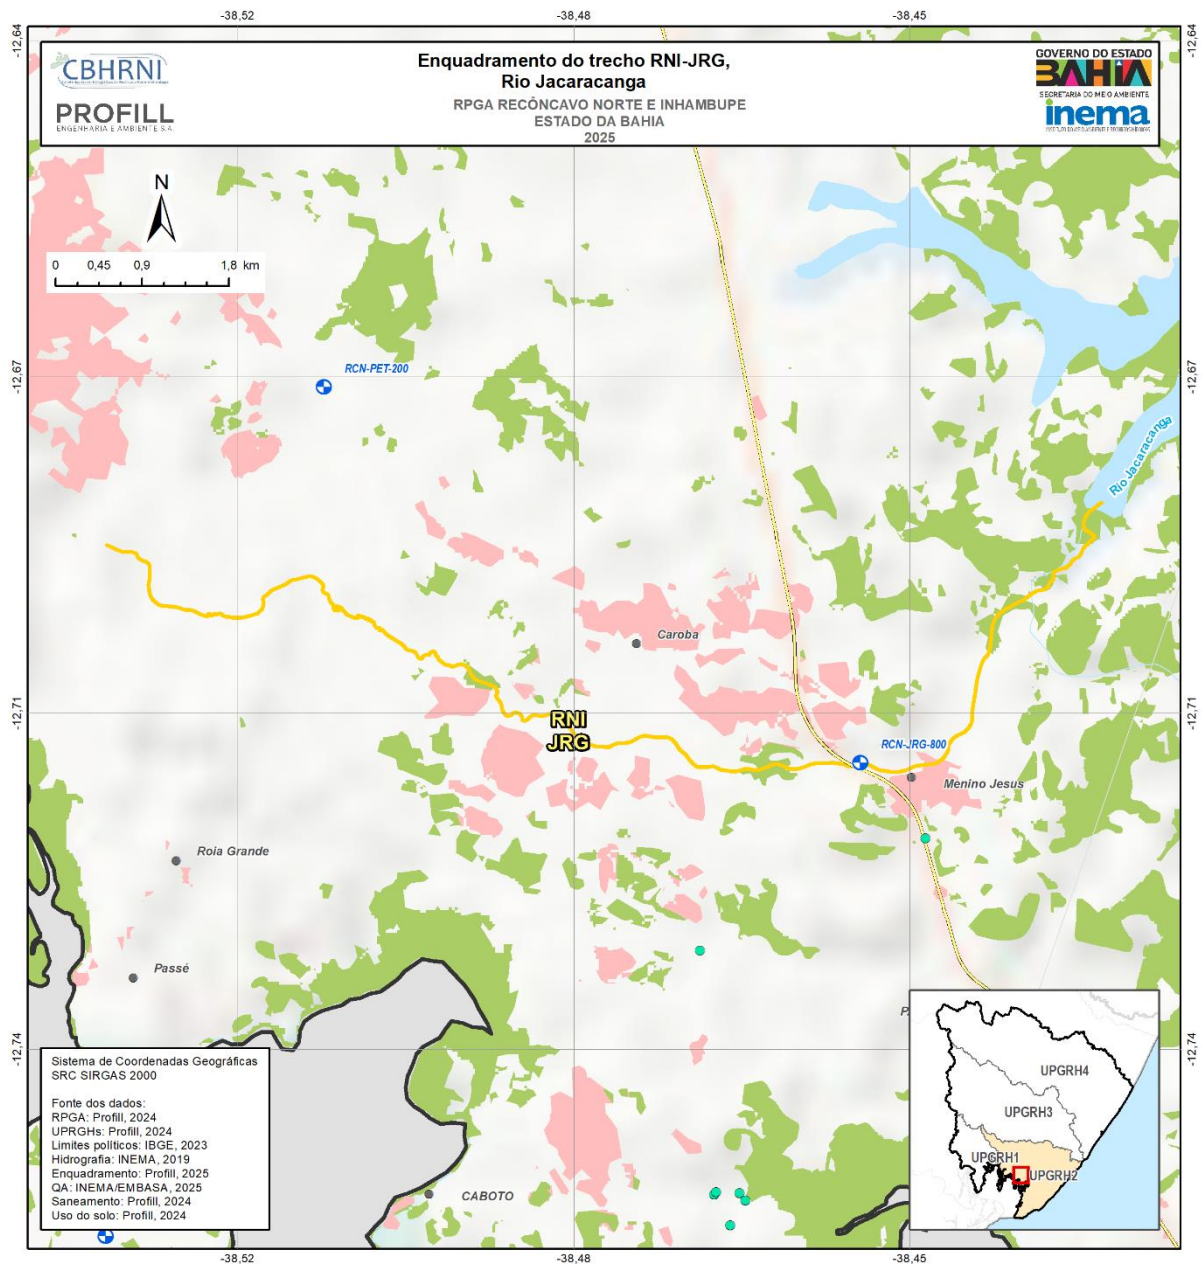 -38,52
-38,48
-38,45
-12,64
-12,64
CBHRNI
PROFILL
ENGENHARIA E AMBIENTE S.A.
Enquadramento do trecho RNI-JRG,
Rio Jacaracanga
RPGA RECÔNCAVO NORTE E INHAMBUPE
ESTADO DA BAHIA
2025
GOVERNO DO ESTADO
BAHIA
SECRETARIA DO MEIO AMBIENTE
inema
INSTITUTO DO MEIO AMBIENTE E RECURSOS HÍDRICOS
N
0 0,45 0,9 1,8 km
RCN-PET-200
-12,67
-12,67
Rio Jacaracanga
Caroba
-12,71
-12,71
RNI
JRG
RCN-JRG-800
Menino Jesus
Roia Grande
Passé
-12,74
-12,74
CABOTO
Sistema de Coordenadas Geográficas
SRC SIRGAS 2000
Fonte dos dados:
RPGA: Profill, 2024
UPRGHs: Profill, 2024
Limites políticos: IBGE, 2023
Hidrografia: INEMA, 2019
Enquadramento: Profill, 2025
QA: INEMA/EMBASA, 2025
Saneamento: Profill, 2024
Uso do solo: Profill, 2024
UPGRH4
UPGRH3
UPGRH1
UPGRH2
-38,52
-38,48
-38,45